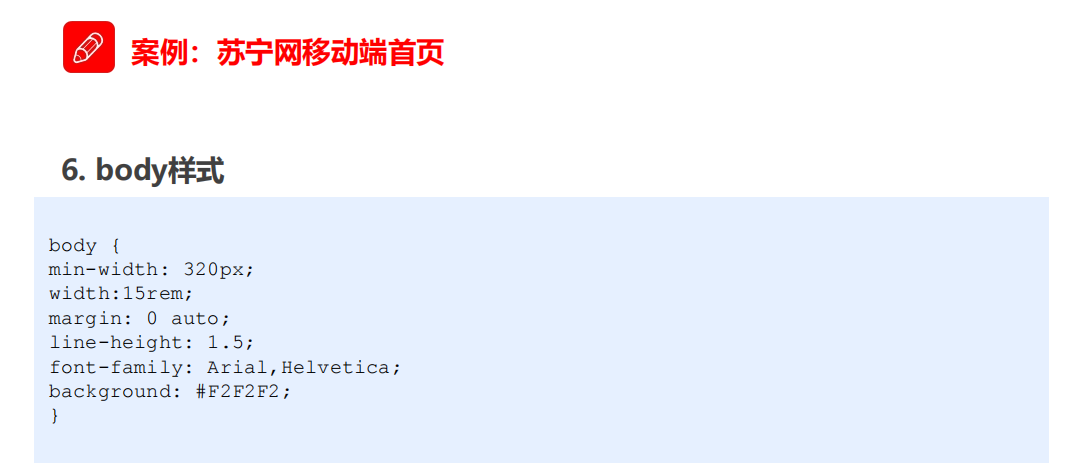 案例：苏宁网移动端首页
6. body样式
body {
min-width: 320px;
width:15rem;
margin: 0 auto;
line-height: 1.5;
font-family: Arial,Helvetica;
background: #F2F2F2;
}